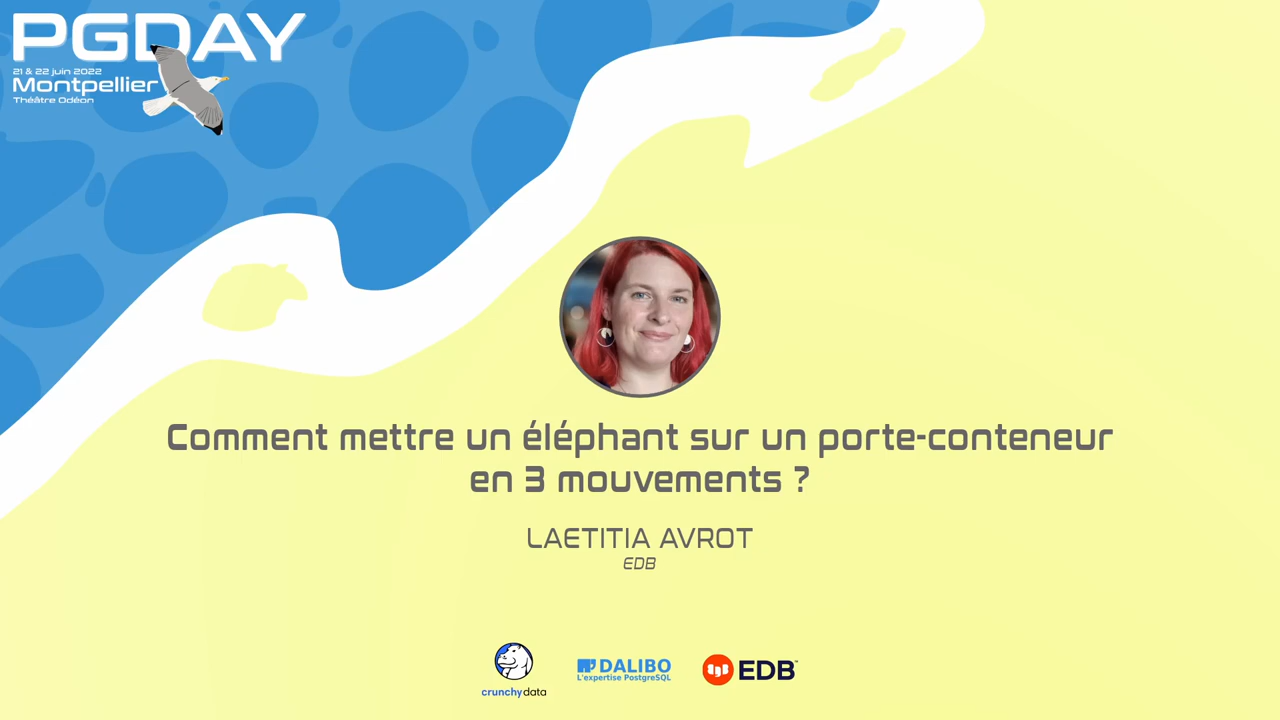 PGDAY
21 & 22 juin 2022
Montpellier
Théâtre Odéon
Comment mettre un éléphant sur un porte-conteneur
en 3 mouvements ?
LAETITIA AVROT
EDB
crunchydata
DALIBO
L'expertise PostgreSQL
EDB™